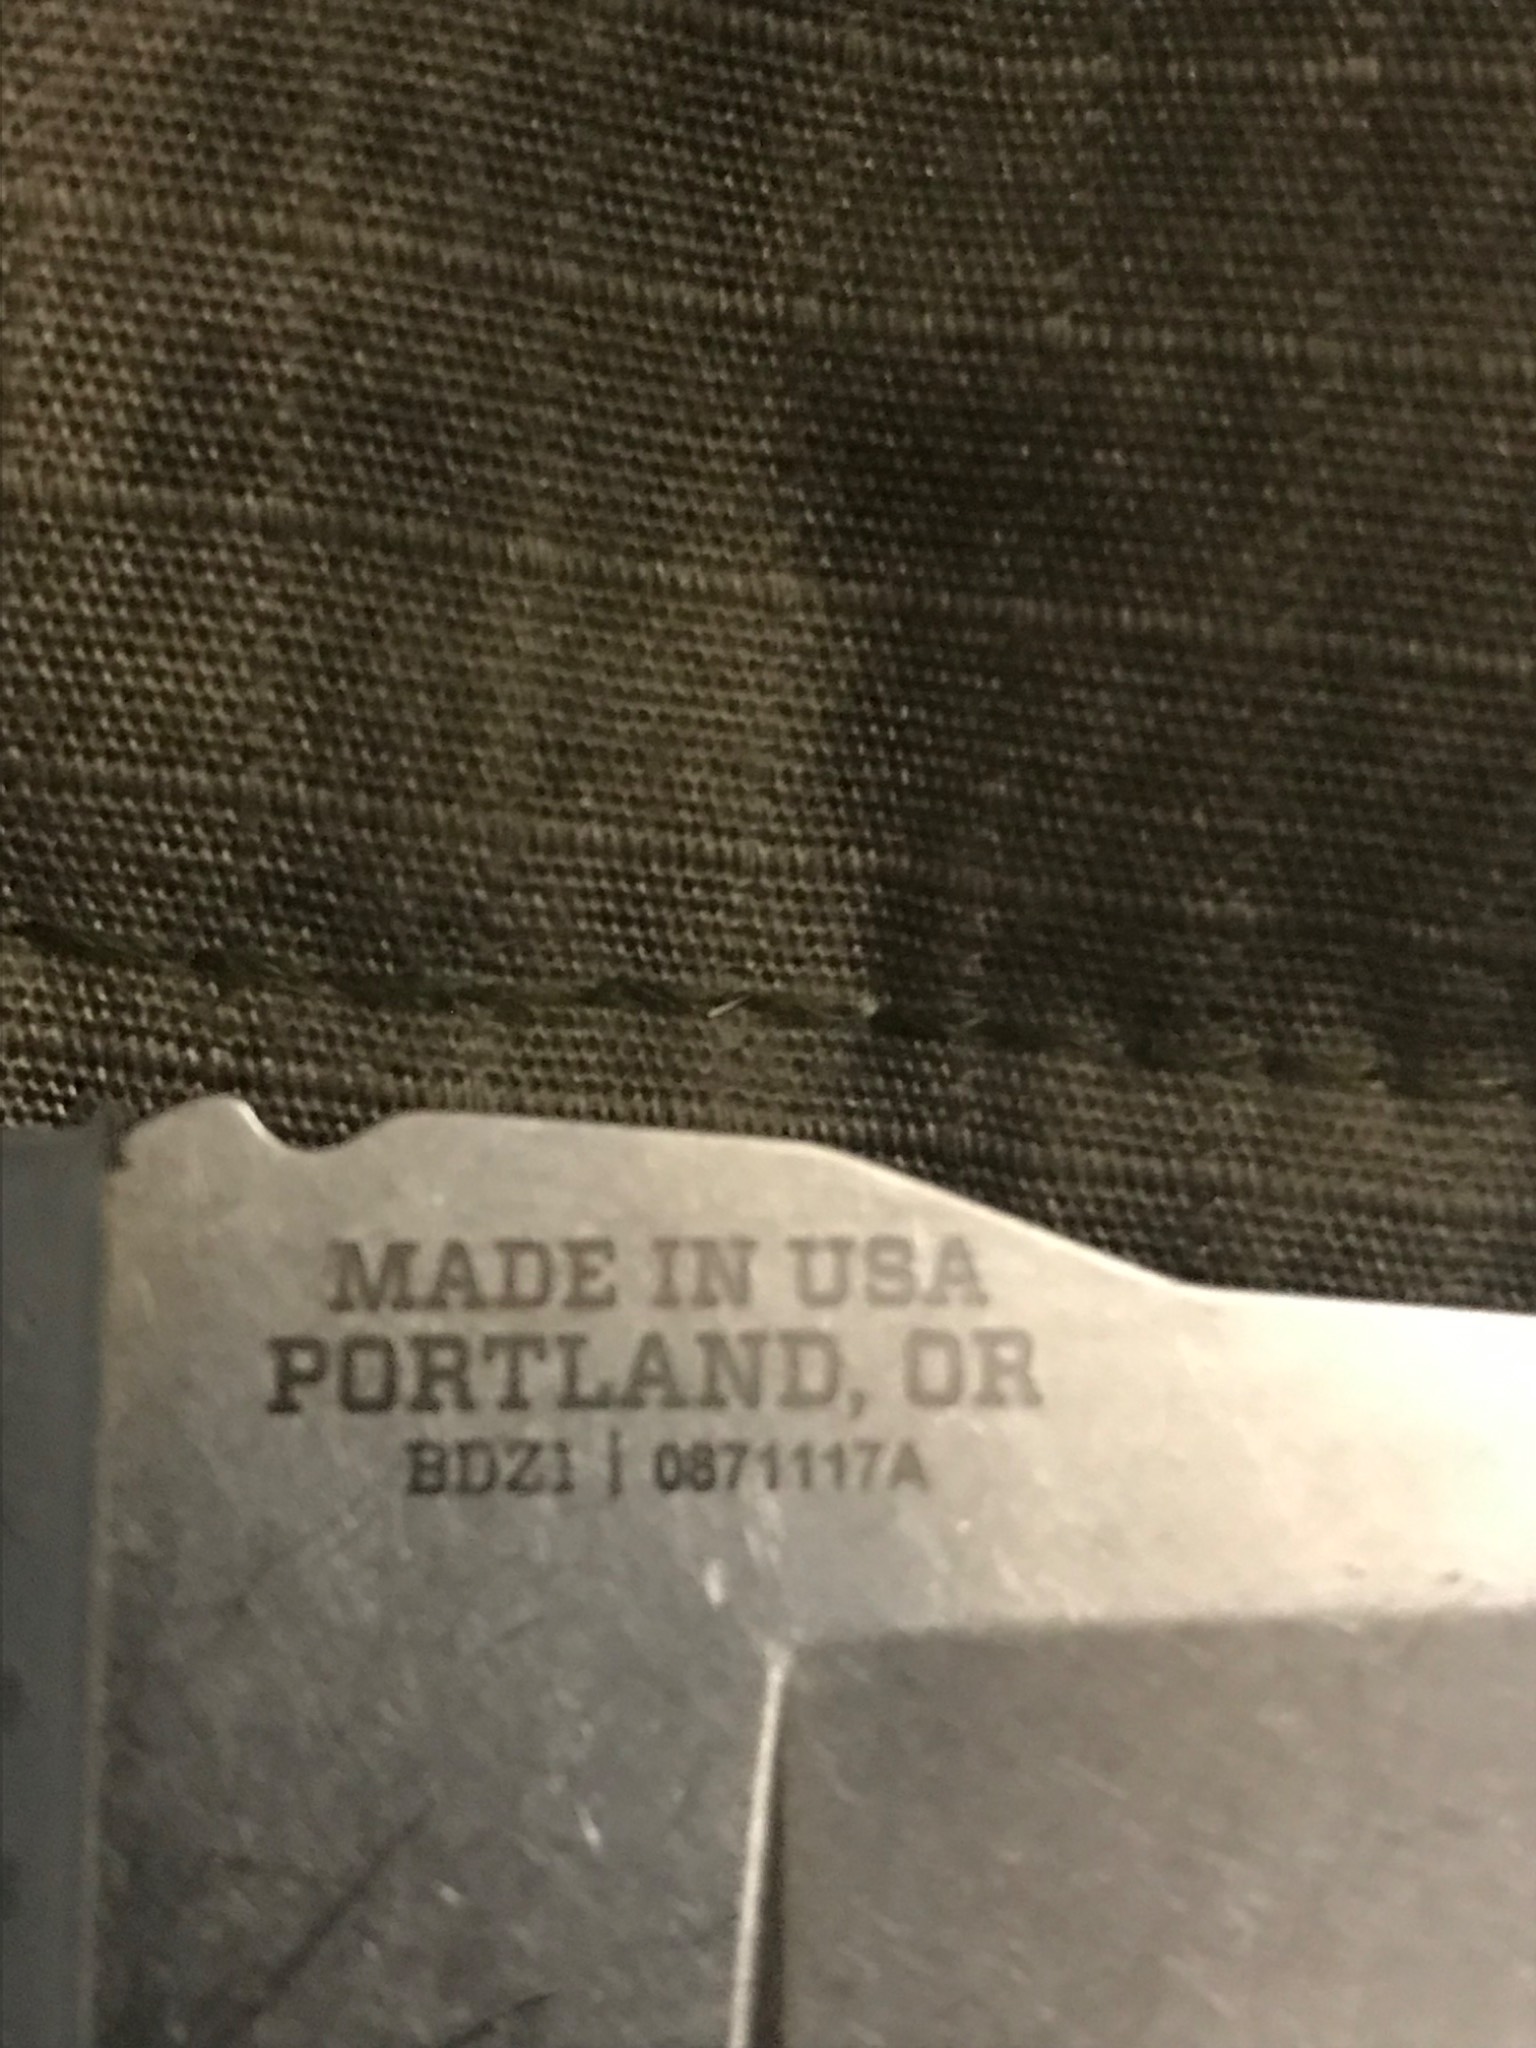 MADE IN USA
PORTLAND, OR
BDZ1 | 0871117A